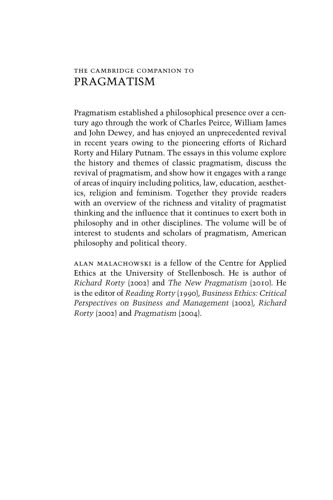 THE CAMBRIDGE COMPANION TO
PRAGMATISM
Pragmatism established a philosophical presence over a cen-
tury ago through the work of Charles Peirce, William James
and John Dewey, and has enjoyed an unprecedented revival
in recent years owing to the pioneering efforts of Richard
Rorty and Hilary Putnam. The essays in this volume explore
the history and themes of classic pragmatism, discuss the
revival of pragmatism, and show how it engages with a range
of areas of inquiry including politics, law, education, aesthet-
ics, religion and feminism. Together they provide readers
with an overview of the richness and vitality of pragmatist
thinking and the influence that it continues to exert both in
philosophy and in other disciplines. The volume will be of
interest to students and scholars of pragmatism, American
philosophy and political theory.
ALAN MALACHOWSKI is a fellow of the Centre for Applied
Ethics at the University of Stellenbosch. He is author of
Richard Rorty (2002) and The New Pragmatism (2010). He
is the editor of Reading Rorty (1990), Business Ethics: Critical
Perspectives on Business and Management (2002), Richard
Rorty (2002) and Pragmatism (2004).